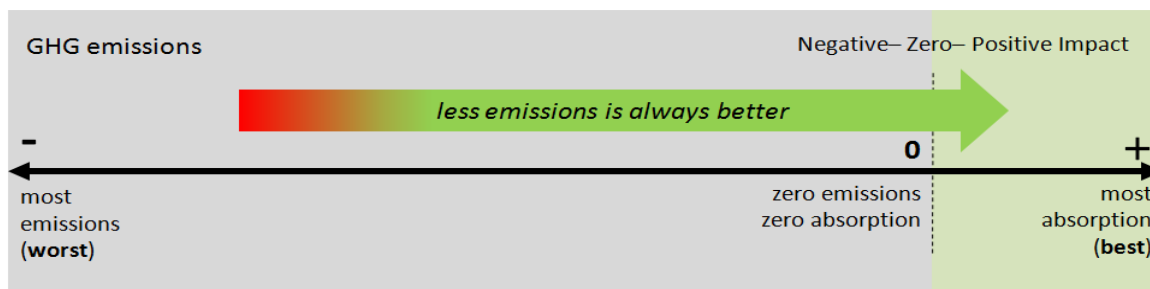 GHG emissions
Negative– Zero– Positive Impact
less emissions is always better
-
0
+
most
emissions
(worst)
zero emissions
zero absorption
most
absorption
(best)